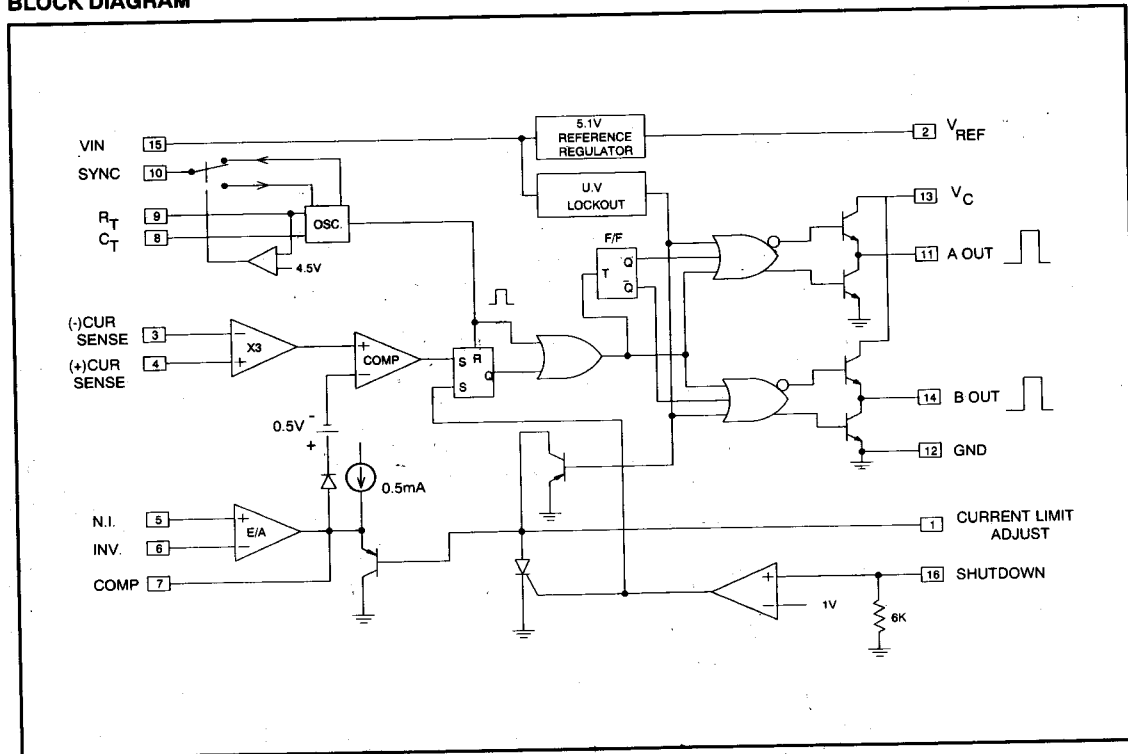 BLOCK DIAGRAM
VIN 15
SYNC 10
RT 9
CT 8
OSC.
4.5V
5.1V
REFERENCE
REGULATOR
2 VREF
U.V
LOCKOUT
13 VC
F/F
T Q
Q̅
11 A OUT
(-)CUR
SENSE 3
(+)CUR
SENSE 4
- X3
+
+ COMP
-
S R
S Q
0.5V -
+
0.5mA
14 B OUT
12 GND
N.I. 5
INV. 6
COMP 7
+ E/A
-
1 CURRENT LIMIT
ADJUST
16 SHUTDOWN
+
- 1V
6K